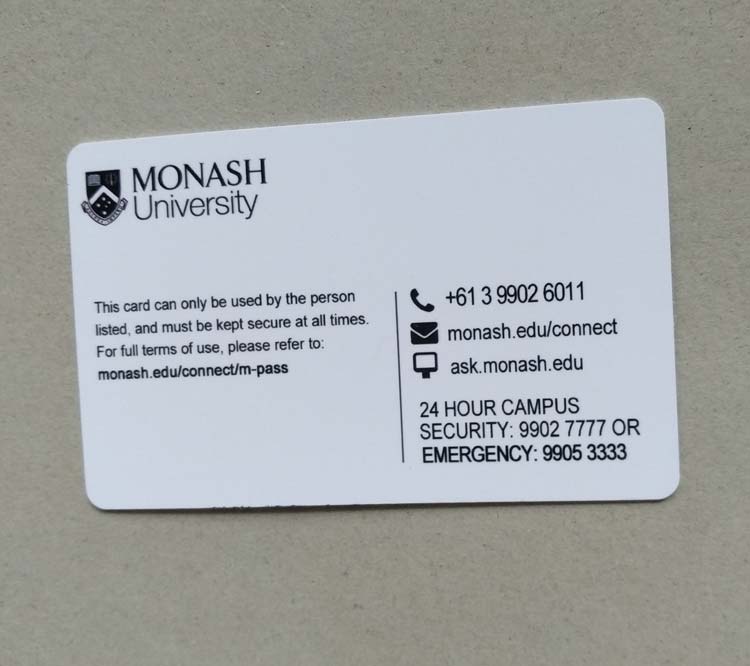 MONASH
University
This card can only be used by the person
listed, and must be kept secure at all times.
For full terms of use, please refer to:
monash.edu/connect/m-pass
+61 3 9902 6011
monash.edu/connect
ask.monash.edu
24 HOUR CAMPUS
SECURITY: 9902 7777 OR
EMERGENCY: 9905 3333